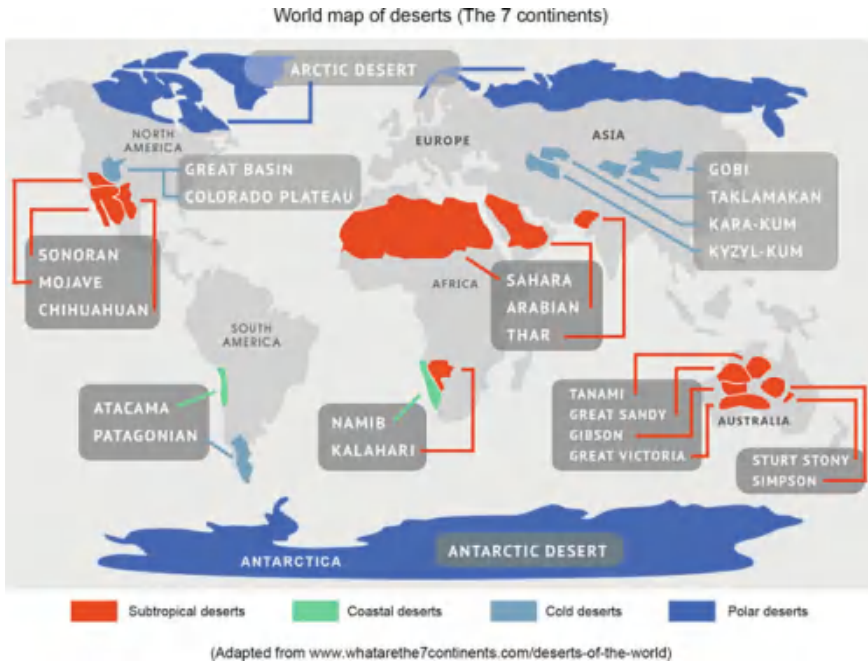 World map of deserts (The 7 continents)
ARCTIC DESERT
NORTH
AMERICA
EUROPE
ASIA
GREAT BASIN
COLORADO PLATEAU
GOBI
TAKLAMAKAN
KARA-KUM
KYZYL-KUM
SONORAN
MOJAVE
CHIHUAHUAN
AFRICA
SAHARA
ARABIAN
THAR
SOUTH
AMERICA
ATACAMA
PATAGONIAN
NAMIB
KALAHARI
TANAMI
GREAT SANDY
GIBSON
GREAT VICTORIA
AUSTRALIA
STURT STONY
SIMPSON
ANTARCTICA
ANTARCTIC DESERT
Subtropical deserts
Coastal deserts
Cold deserts
Polar deserts
(Adapted from www.whatarethe7continents.com/deserts-of-the-world)